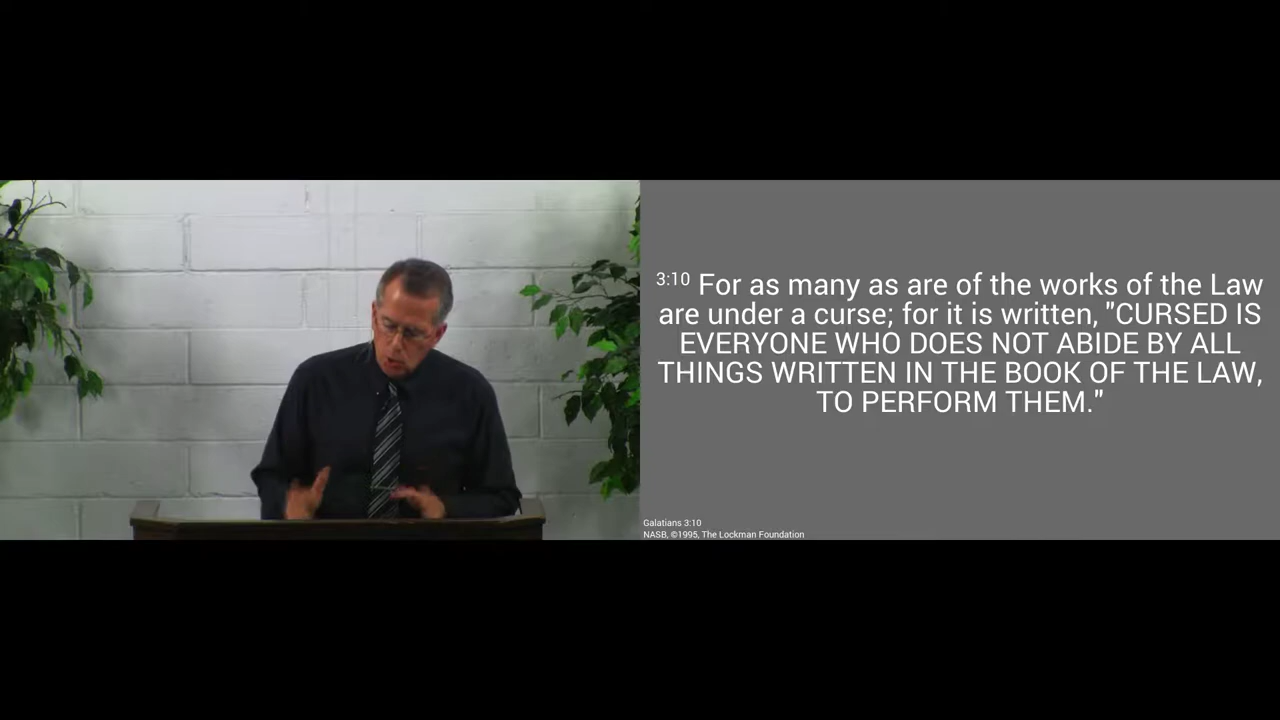 3:10 For as many as are of the works of the Law
are under a curse; for it is written, "CURSED IS
EVERYONE WHO DOES NOT ABIDE BY ALL
THINGS WRITTEN IN THE BOOK OF THE LAW,
TO PERFORM THEM."
Galatians 3:10
NASB, ©1995, The Lockman Foundation